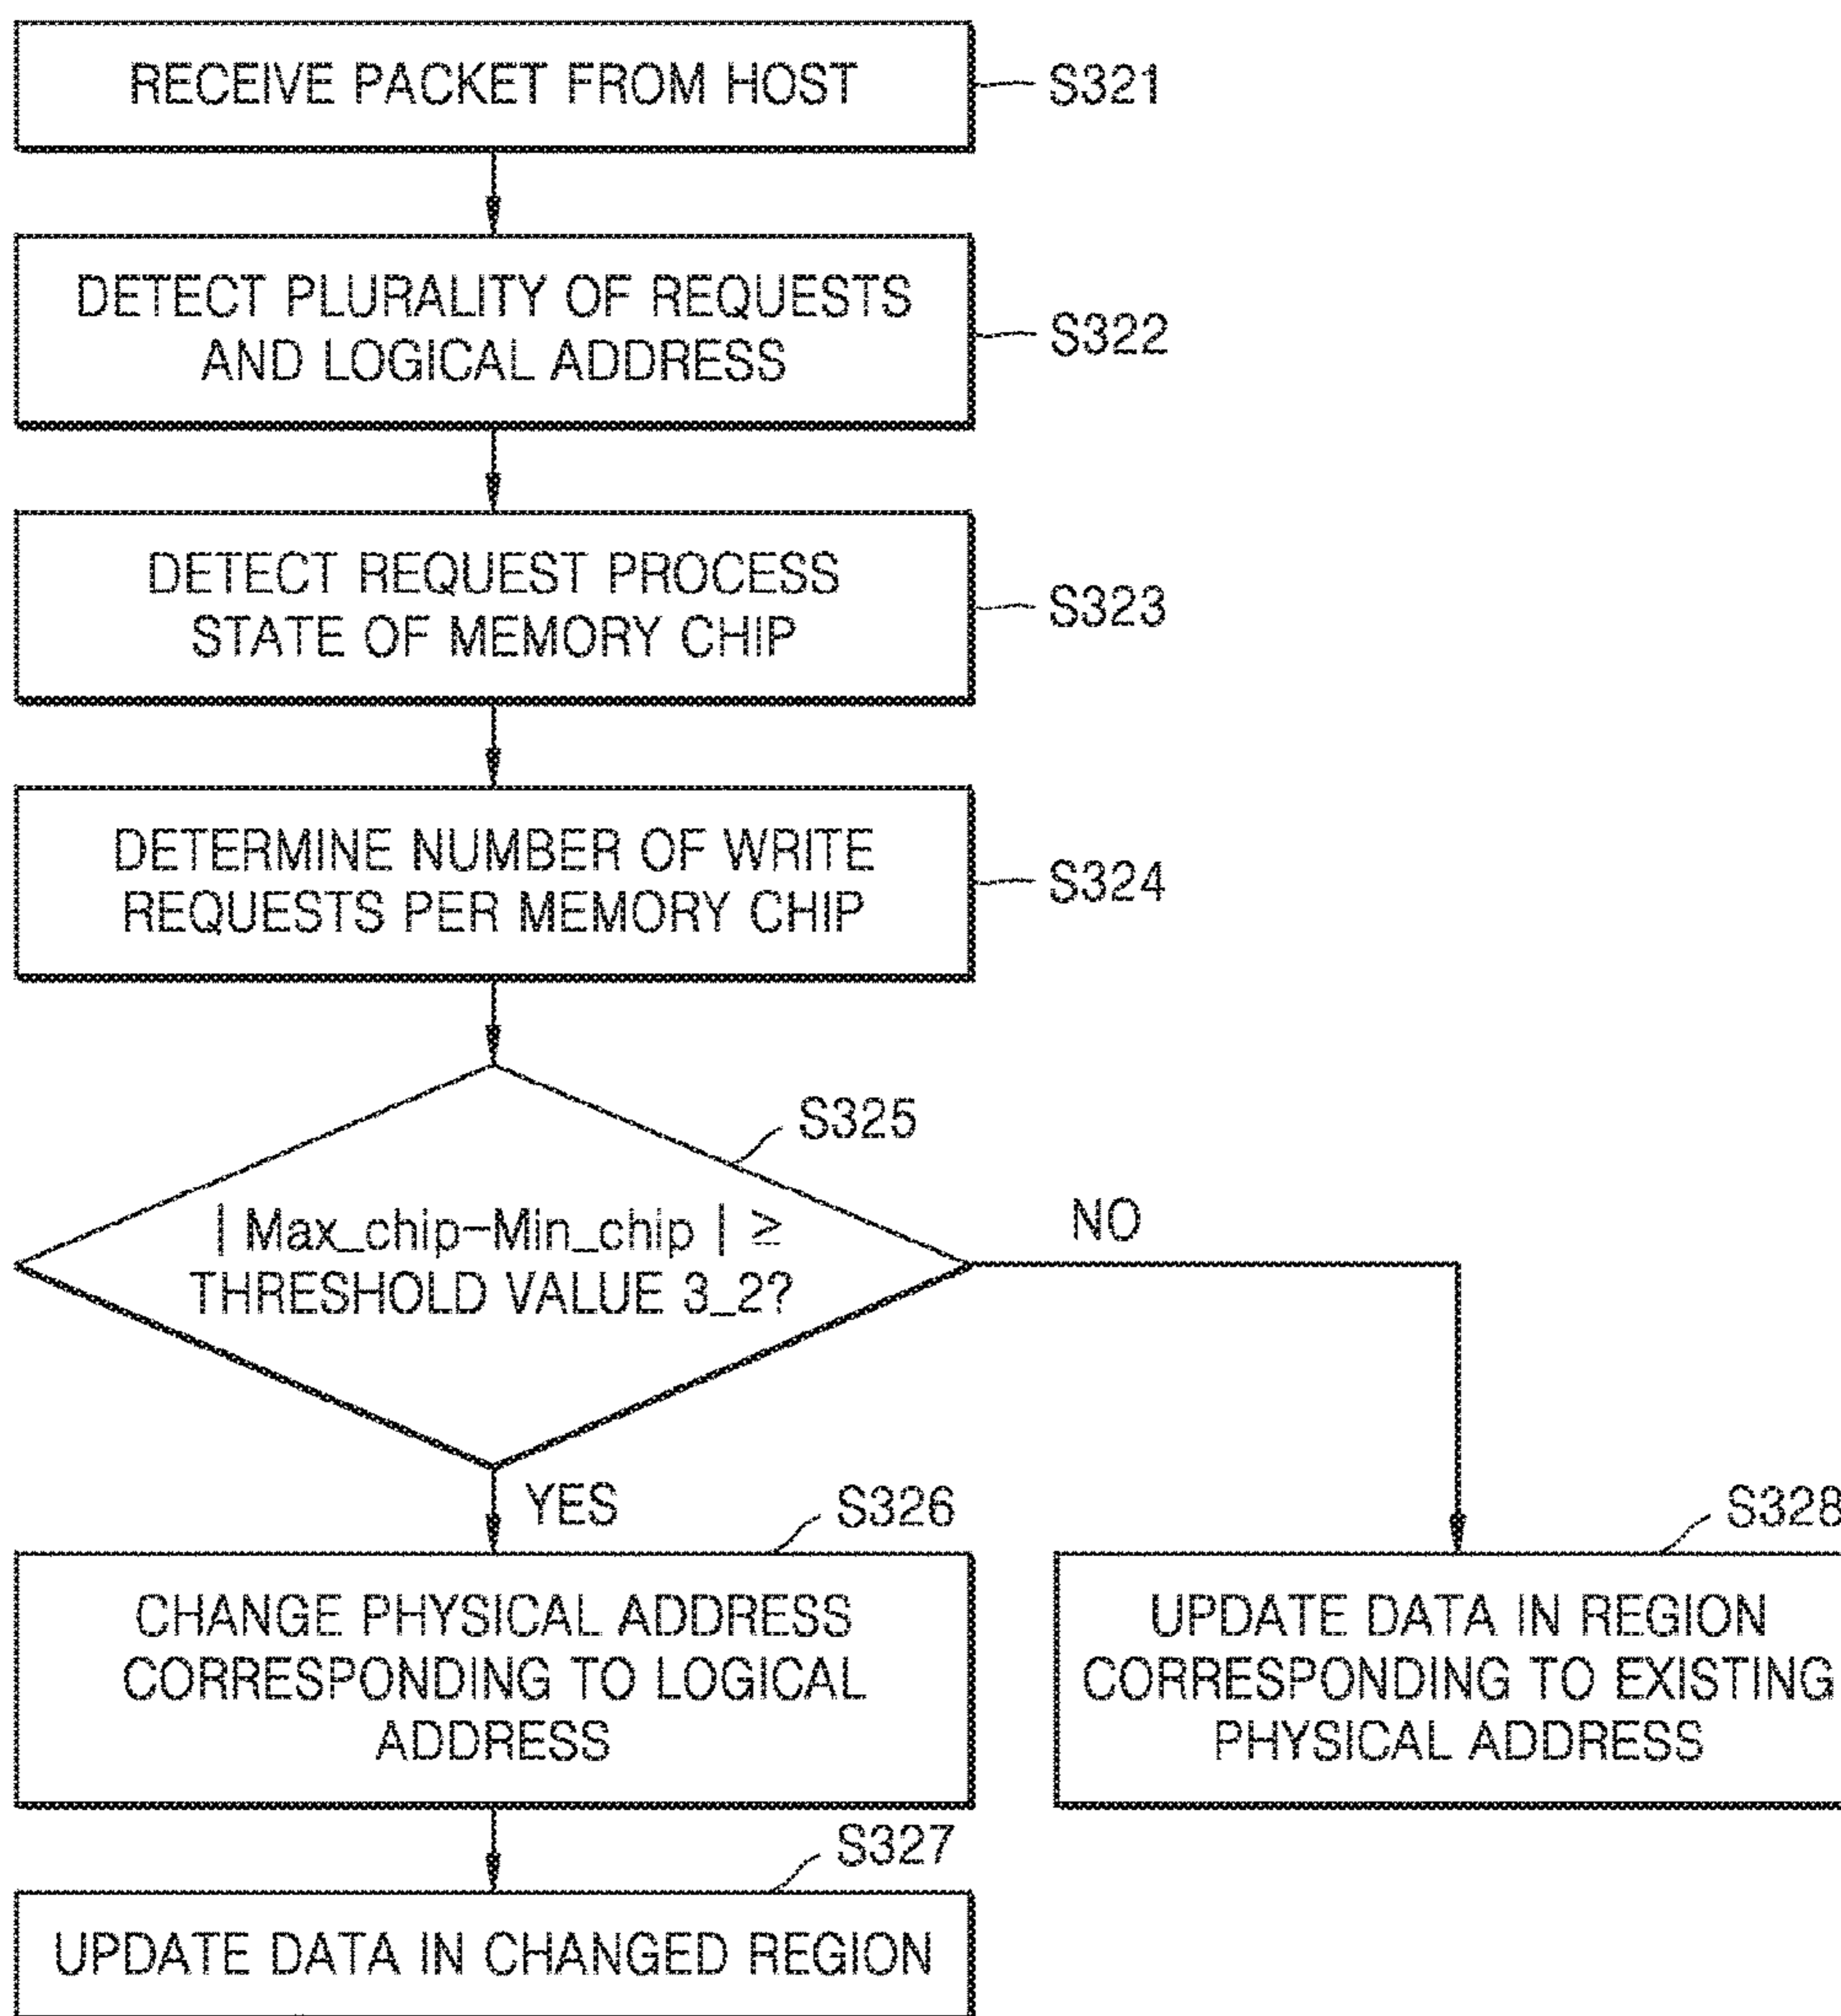 RECEIVE PACKET FROM HOST
S321
DETECT PLURALITY OF REQUESTS
AND LOGICAL ADDRESS
S322
DETECT REQUEST PROCESS
STATE OF MEMORY CHIP
S323
DETERMINE NUMBER OF WRITE
REQUESTS PER MEMORY CHIP
S324
S325
| Max_chip-Min_chip | ≥
THRESHOLD VALUE 3_2?
NO
YES
S326
CHANGE PHYSICAL ADDRESS
CORRESPONDING TO LOGICAL
ADDRESS
S328
UPDATE DATA IN REGION
CORRESPONDING TO EXISTING
PHYSICAL ADDRESS
S327
UPDATE DATA IN CHANGED REGION